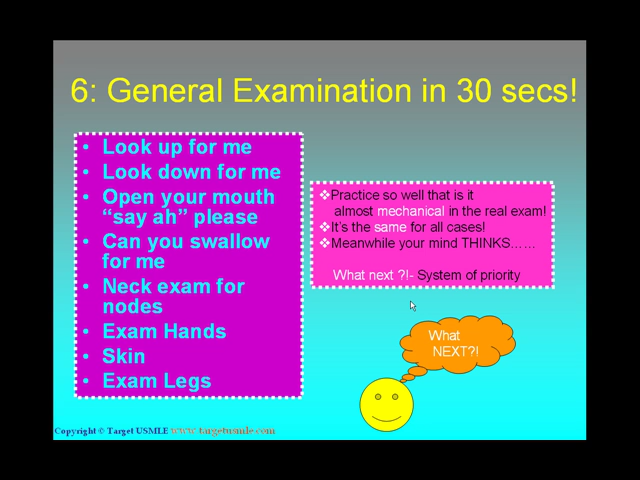 6: General Examination in 30 secs!
• Look up for me
• Look down for me
• Open your mouth
“say ah” please
• Can you swallow
for me
• Neck exam for
nodes
• Exam Hands
• Skin
• Exam Legs
❖Practice so well that is it
almost mechanical in the real exam!
❖It’s the same for all cases!
❖Meanwhile your mind THINKS……
What next ?!- System of priority
What
NEXT?!
Copyright © Target USMLE www.targetusmle.com